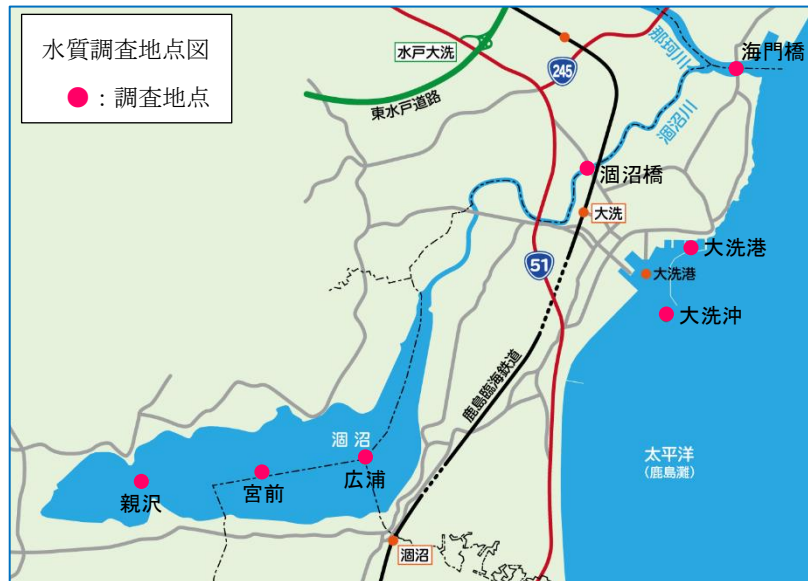 水質調査地点図
●:調査地点
水戸大洗
東水戸道路
245
那珂川
海門橋
涸沼川
涸沼橋
大洗
51
大洗港
大洗港
大洗沖
鹿島臨海鉄道
太平洋
(鹿島灘)
涸沼
広浦
宮前
親沢
涸沼